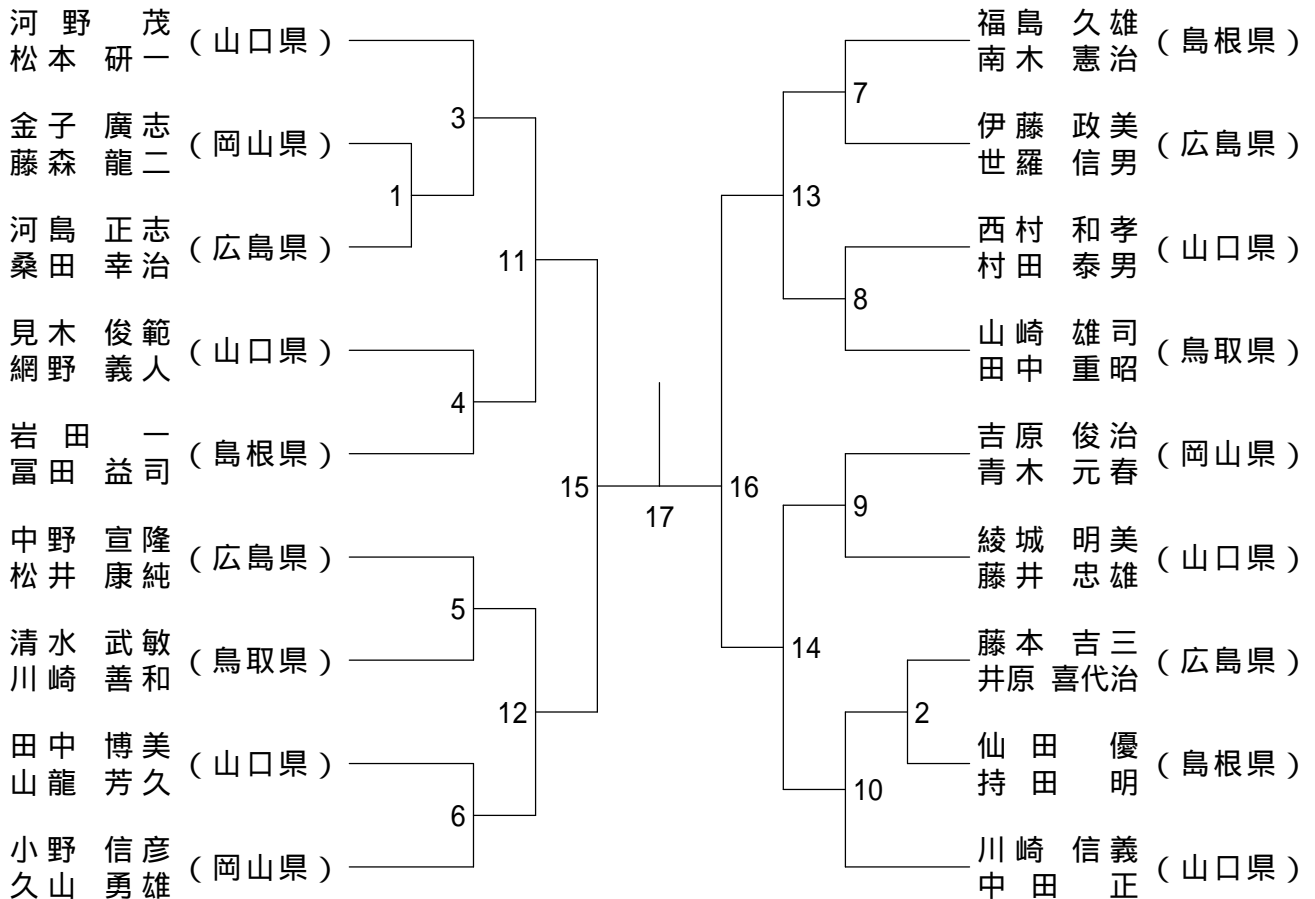 河野 茂
松本 研一
(山口県)
3
金子 廣志
藤森 龍二
(岡山県)
1
河島 正志
桑田 幸治
(広島県)
11
見木 俊範
網野 義人
(山口県)
4
岩田 一
冨田 益司
(島根県)
15
中野 宣隆
松井 康純
(広島県)
5
清水 武敏
川崎 善和
(鳥取県)
12
田中 博美
山龍 芳久
(山口県)
6
小野 信彦
久山 勇雄
(岡山県)
17
福島 久雄
南木 憲治
(島根県)
7
伊藤 政美
世羅 信男
(広島県)
13
西村 和孝
村田 泰男
(山口県)
8
山崎 雄司
田中 重昭
(鳥取県)
16
吉原 俊治
青木 元春
(岡山県)
9
綾城 明美
藤井 忠雄
(山口県)
14
藤本 吉三
井原 喜代治
(広島県)
2
仙田 優
持田 明
(島根県)
10
川崎 信義
中田 正
(山口県)